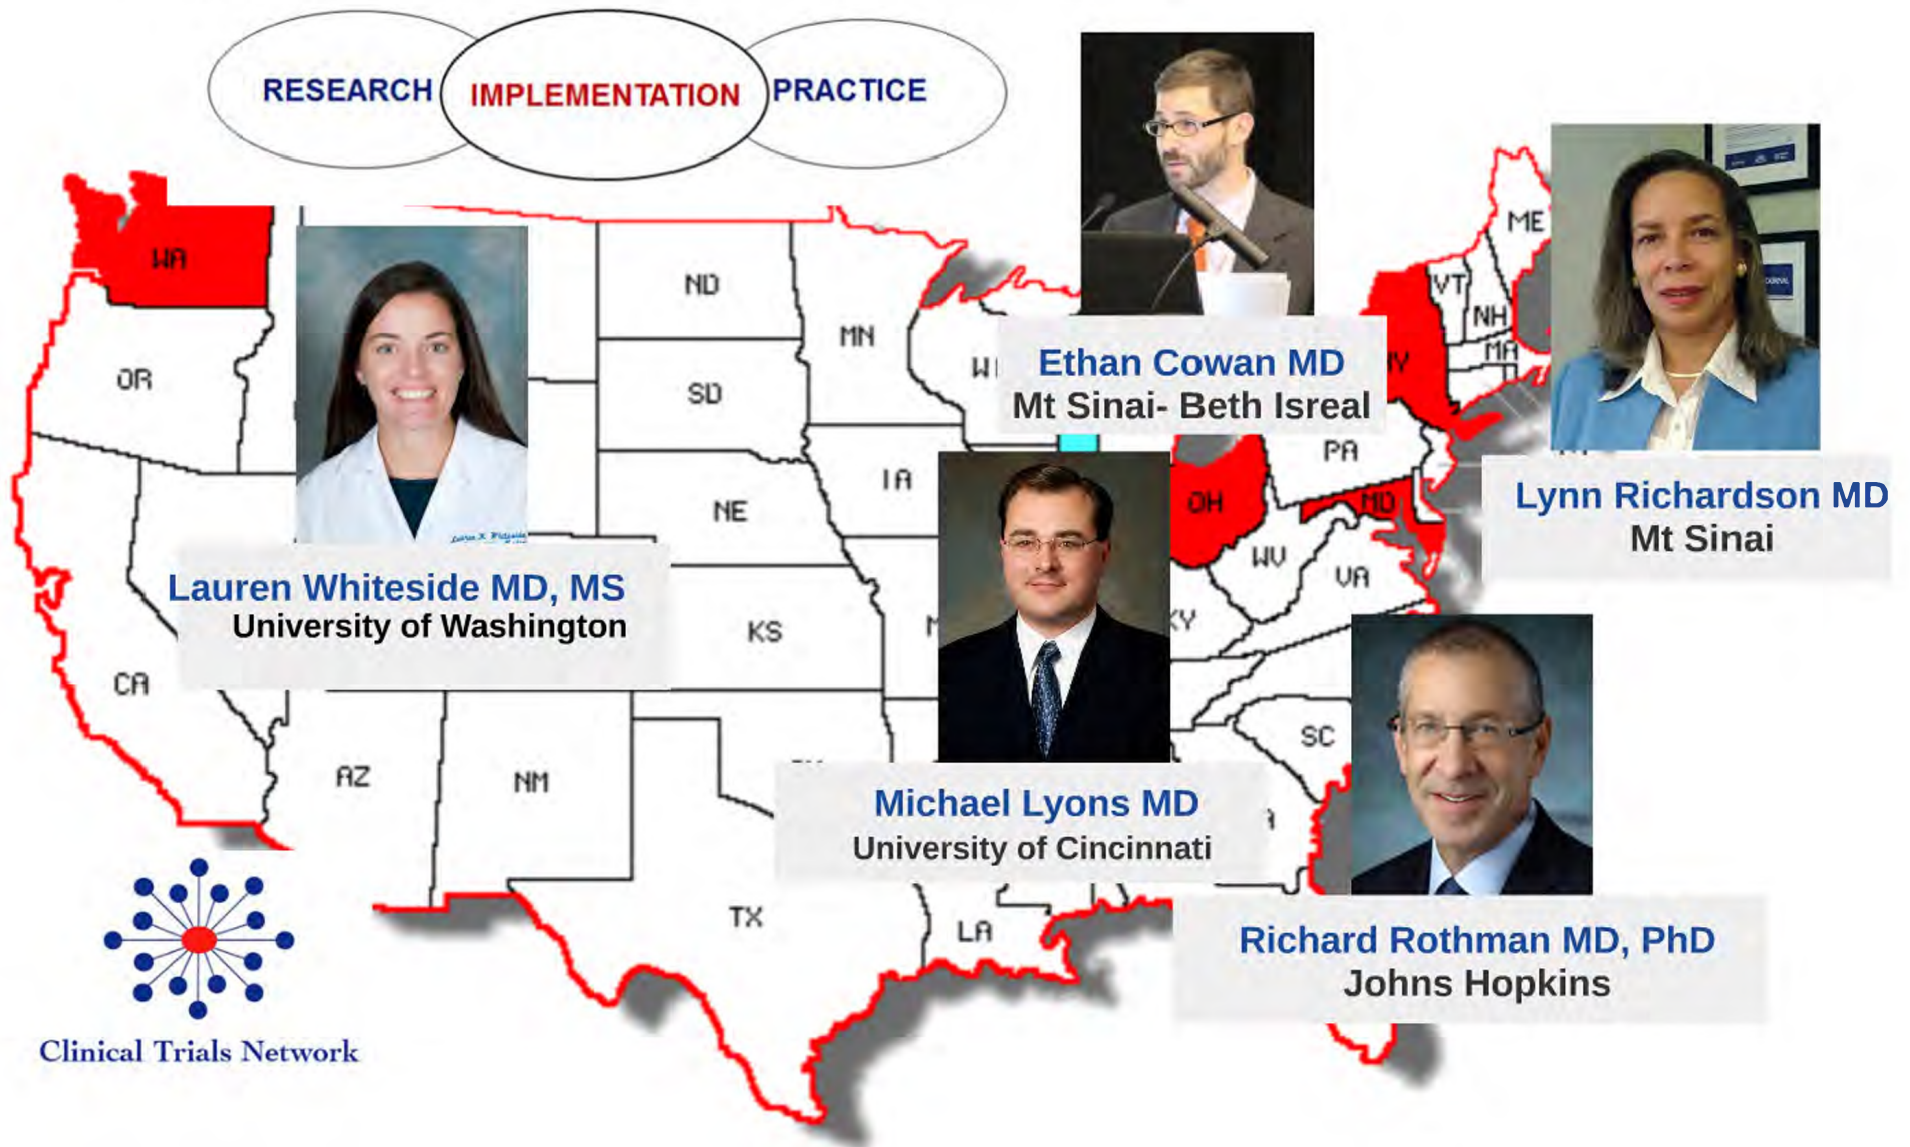 RESEARCH
IMPLEMENTATION
PRACTICE
WA
OR
CA
AZ
NM
ND
SD
NE
KS
TX
MN
IA
LA
OH
PA
MD
WV
VA
SC
ME
VT
NH
MA
Lauren Whiteside MD, MS
University of Washington
Ethan Cowan MD
Mt Sinai- Beth Isreal
Lynn Richardson MD
Mt Sinai
Michael Lyons MD
University of Cincinnati
Richard Rothman MD, PhD
Johns Hopkins
Clinical Trials Network